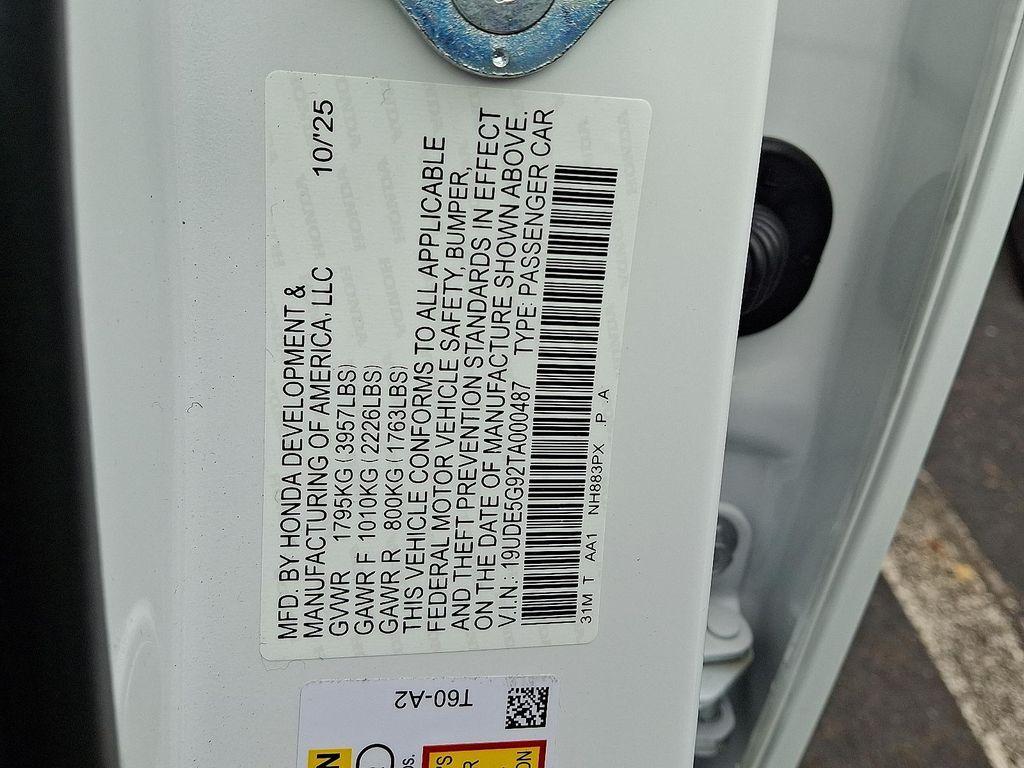 MFD. BY HONDA DEVELOPMENT &
MANUFACTURING OF AMERICA, LLC 10/'25
GVWR 1795KG (3957LBS)
GAWR F 1010KG (2226LBS)
GAWR R 800KG (1763LBS)
THIS VEHICLE CONFORMS TO ALL APPLICABLE
FEDERAL MOTOR VEHICLE SAFETY, BUMPER,
AND THEFT PREVENTION STANDARDS IN EFFECT
ON THE DATE OF MANUFACTURE SHOWN ABOVE.
V.I.N.: 19UDE5G92TA000487 TYPE: PASSENGER CAR
31M T AA1 NH883PX P A
T60-A2